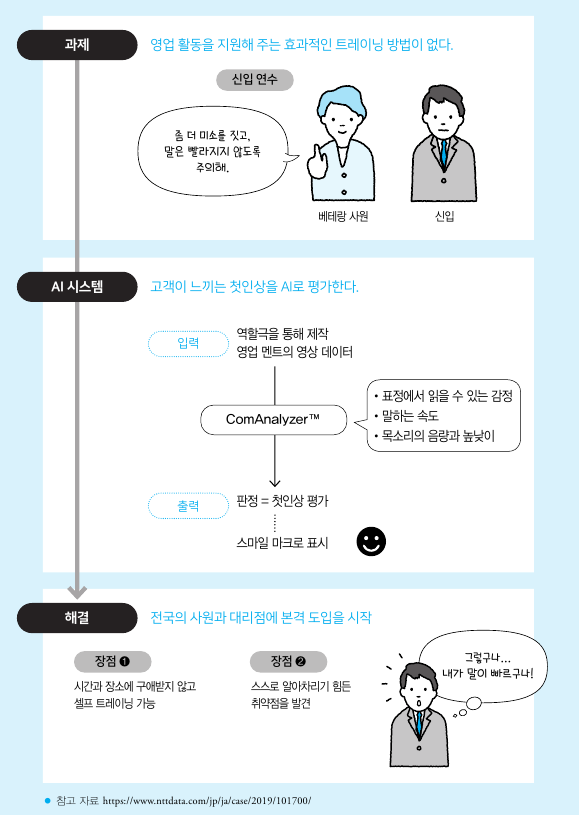 과제
영업 활동을 지원해 주는 효과적인 트레이닝 방법이 없다.
신입 연수
좀 더 미소를 짓고,
말은 빨라지지 않도록
주의해.
베테랑 사원
신입
AI 시스템
고객이 느끼는 첫인상을 AI로 평가한다.
입력
역할극을 통해 제작
영업 멘트의 영상 데이터
ComAnalyzer™
• 표정에서 읽을 수 있는 감정
• 말하는 속도
• 목소리의 음량과 높낮이
출력
판정 = 첫인상 평가
스마일 마크로 표시
해결
전국의 사원과 대리점에 본격 도입을 시작
장점 ❶
시간과 장소에 구애받지 않고
셀프 트레이닝 가능
장점 ❷
스스로 알아차리기 힘든
취약점을 발견
그렇구나...
내가 말이 빠르구나!
● 참고 자료 https://www.nttdata.com/jp/ja/case/2019/101700/